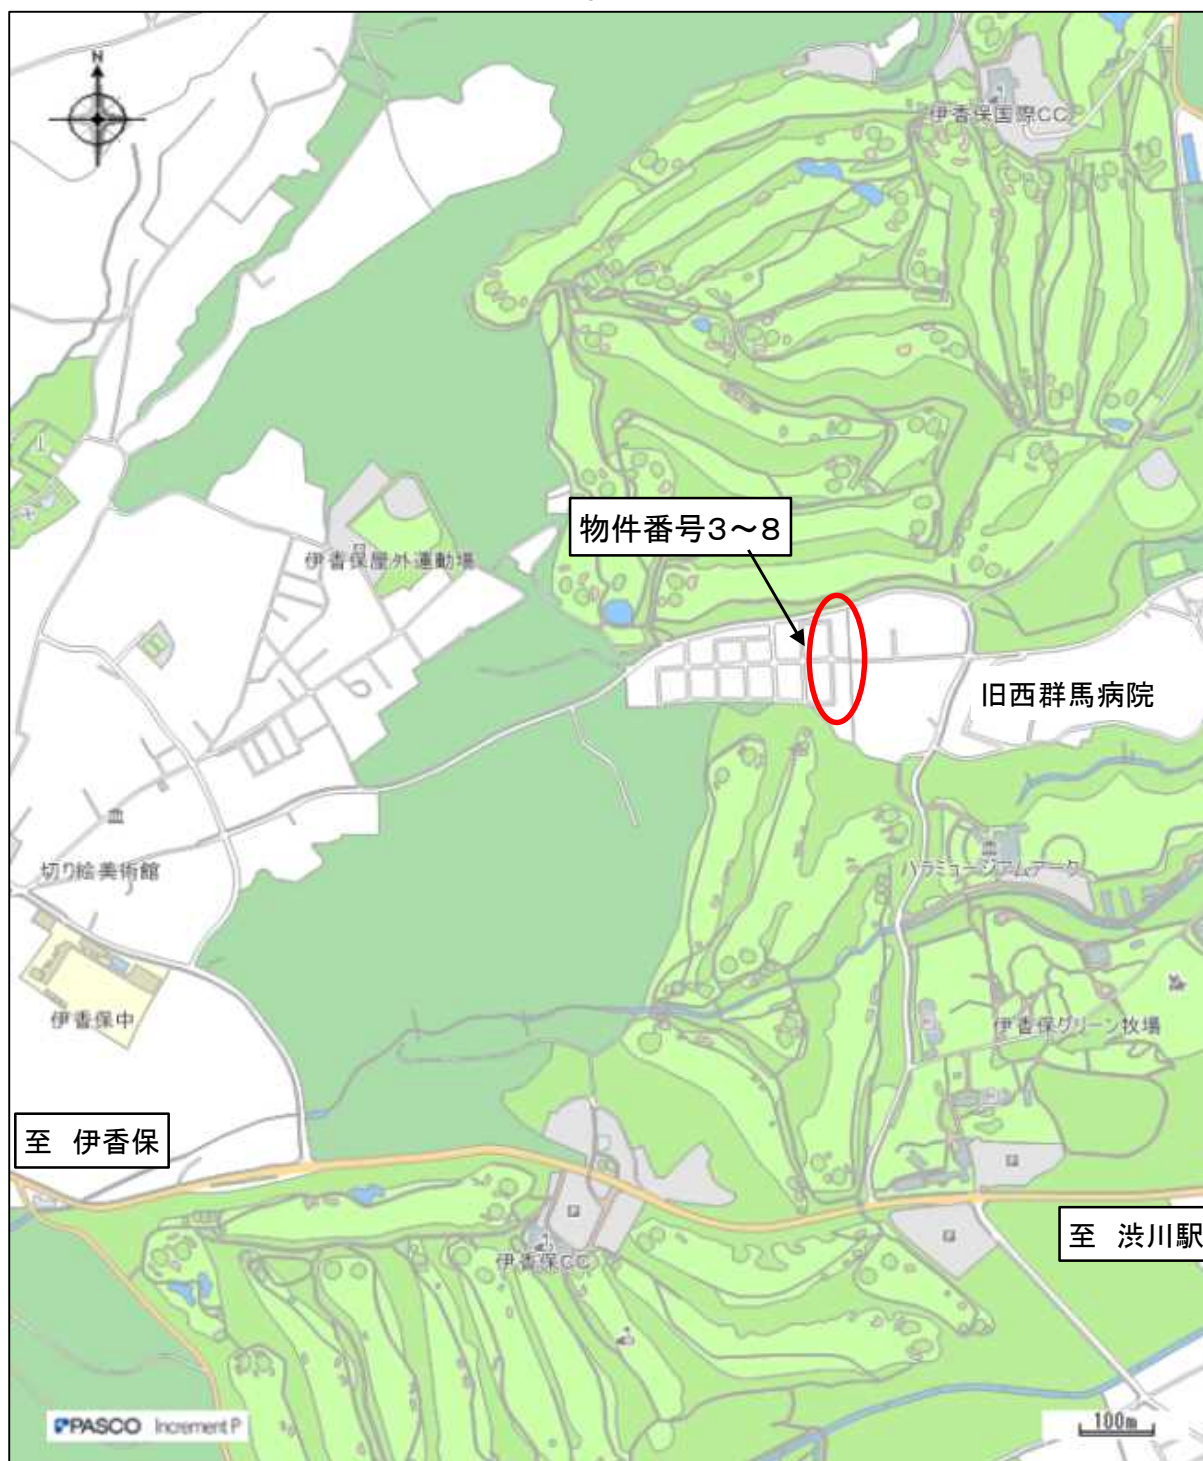 N
伊香保国際CC
物件番号3~8
伊香保屋外運動場
旧西群馬病院
切り絵美術館
ハラミュージアムアーク
伊香保中
伊香保グリーン牧場
至 伊香保
P
P
至 渋川駅
P
伊香保CC
PASCO Increment P
100m